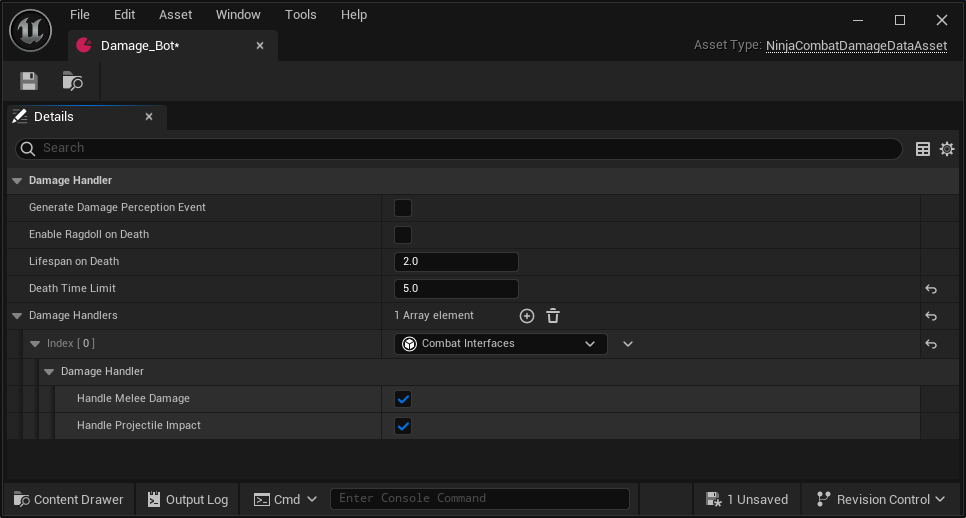 File Edit Asset Window Tools Help
Damage_Bot*
Asset Type: NinjaCombatDamageDataAsset
Details
Search
Damage Handler
Generate Damage Perception Event
Enable Ragdoll on Death
Lifespan on Death 2.0
Death Time Limit 5.0
Damage Handlers 1 Array element
Index [ 0 ] Combat Interfaces
Damage Handler
Handle Melee Damage
Handle Projectile Impact
Content Drawer Output Log Cmd Enter Console Command 1 Unsaved Revision Control